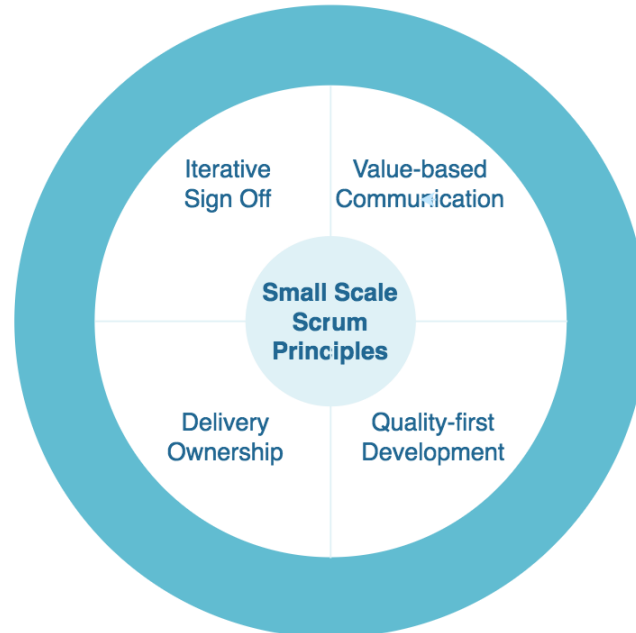 Iterative
Sign Off
Value-based
Communication
Small Scale
Scrum
Principles
Delivery
Ownership
Quality-first
Development